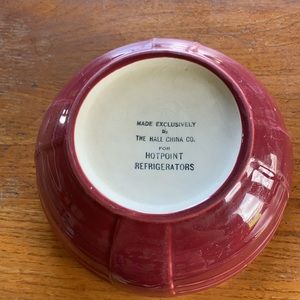 MADE EXCLUSIVELY
By
THE HALL CHINA CO.
FOR
HOTPOINT
REFRIGERATORS